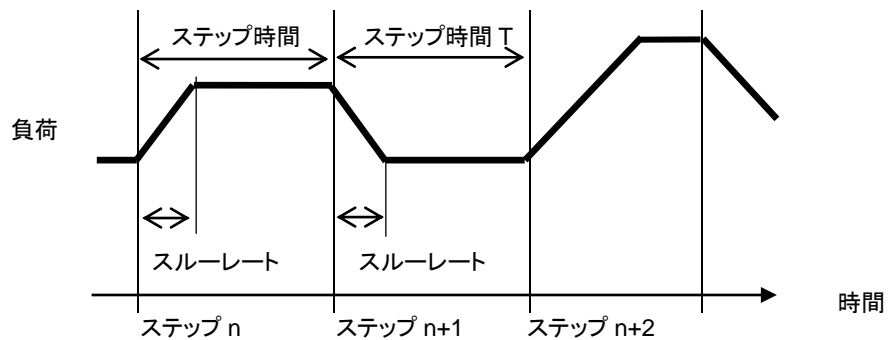 ステップ時間
ステップ時間 T
負荷
スルーレート
スルーレート
時間
ステップ n
ステップ n+1
ステップ n+2